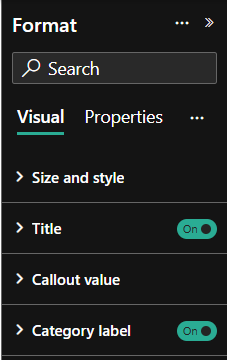 Format
Search
Visual Properties
Size and style
Title On
Callout value
Category label On